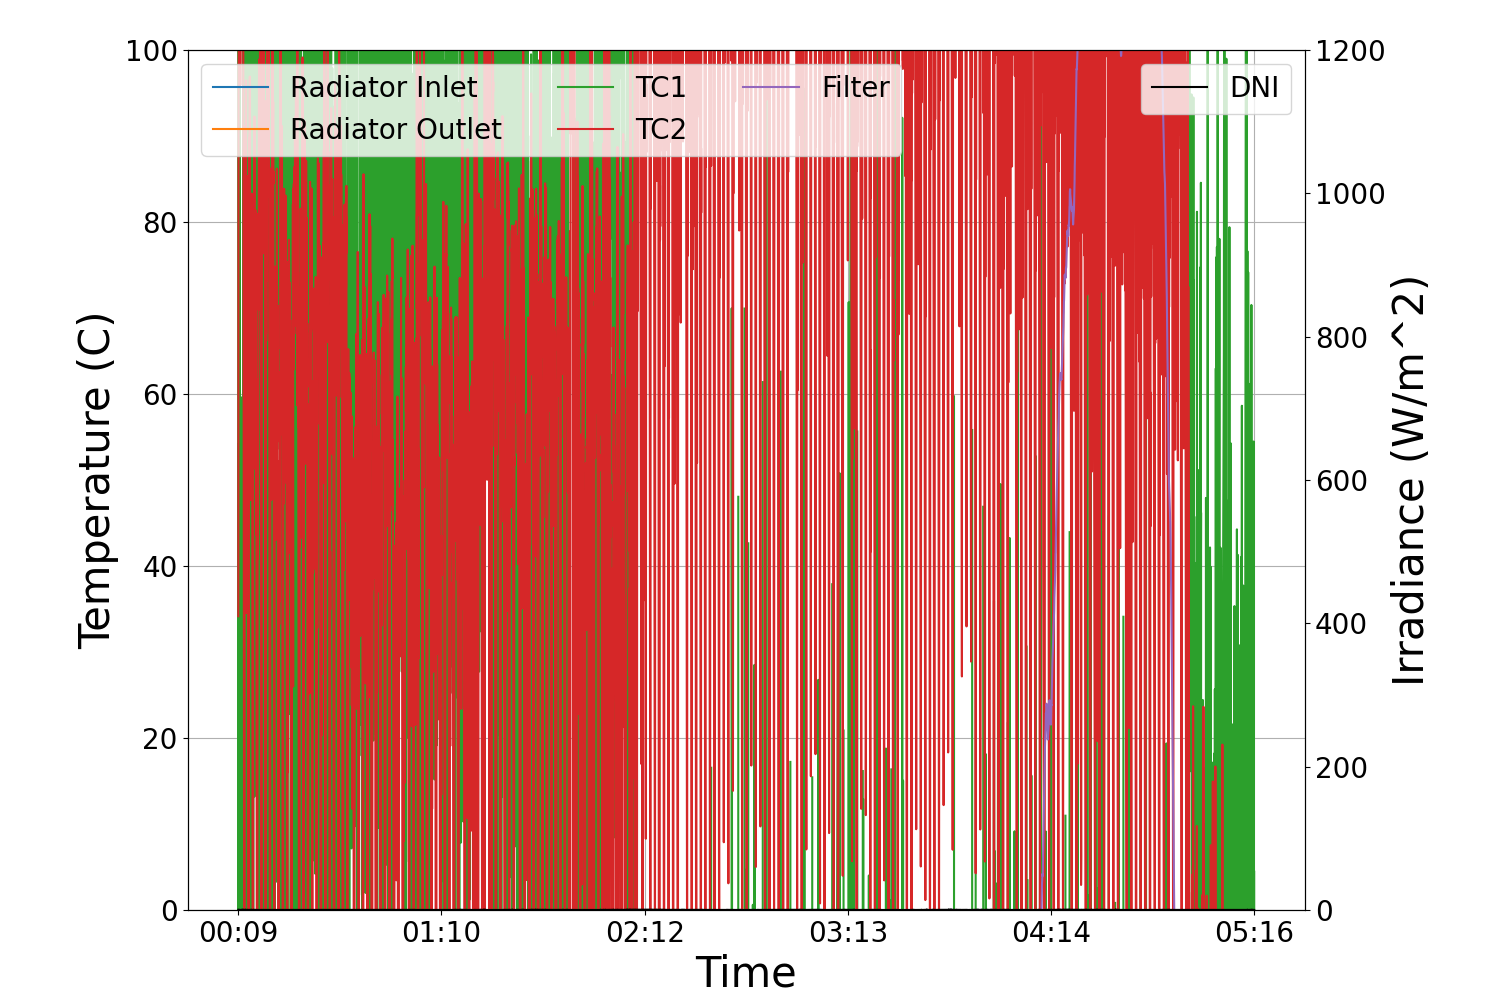 100
80
60
40
20
0
Temperature (C)
Radiator Inlet
Radiator Outlet
TC1
TC2
Filter
DNI
1200
1000
800
600
400
200
0
Irradiance (W/m^2)
00:09 01:10 02:12 03:13 04:14 05:16
Time